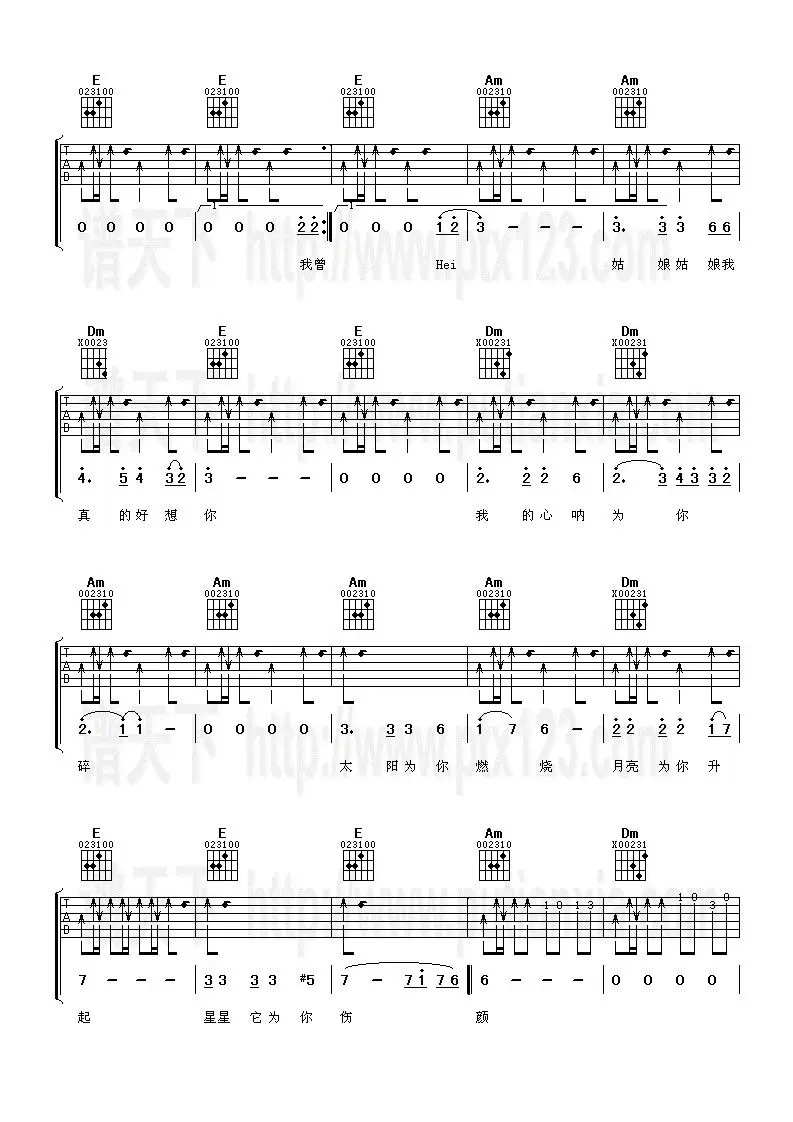 E E E Am Am
023100 023100 023100 002310 002310
T A B
1 1
0 0 0 0 0 0 0 2 2 0 0 0 1 2 3 - - - 3. 3 3 6 6
我曾 Hei 姑 娘姑 娘我
Dm E E Dm Dm
X0023 023100 023100 X00231 X00231
T A B
4. 5 4 3 2 3 - - - 0 0 0 0 2. 2 2 6 2. 3 4 3 3 2
真 的好 想 你 我 的心 呐 为 你
Am Am Am Am Dm
002310 002310 002310 002310 X00231
T A B
2. 1 1 - 0 0 0 0 3. 3 3 6 1 7 6 - 2 2 2 2 1 7
碎 太 阳为 你 燃 烧 月亮 为你 升
E E E Am Dm
023100 023100 023100 002310 X00231
T A B
1 0 1 3 1 0 3 0
7 - - - 3 3 3 3 #5 7 - 7 1 7 6 6 - - - 0 0 0 0
起 星星 它为 你 伤 颜
谱天下 http://www.ptx123.com